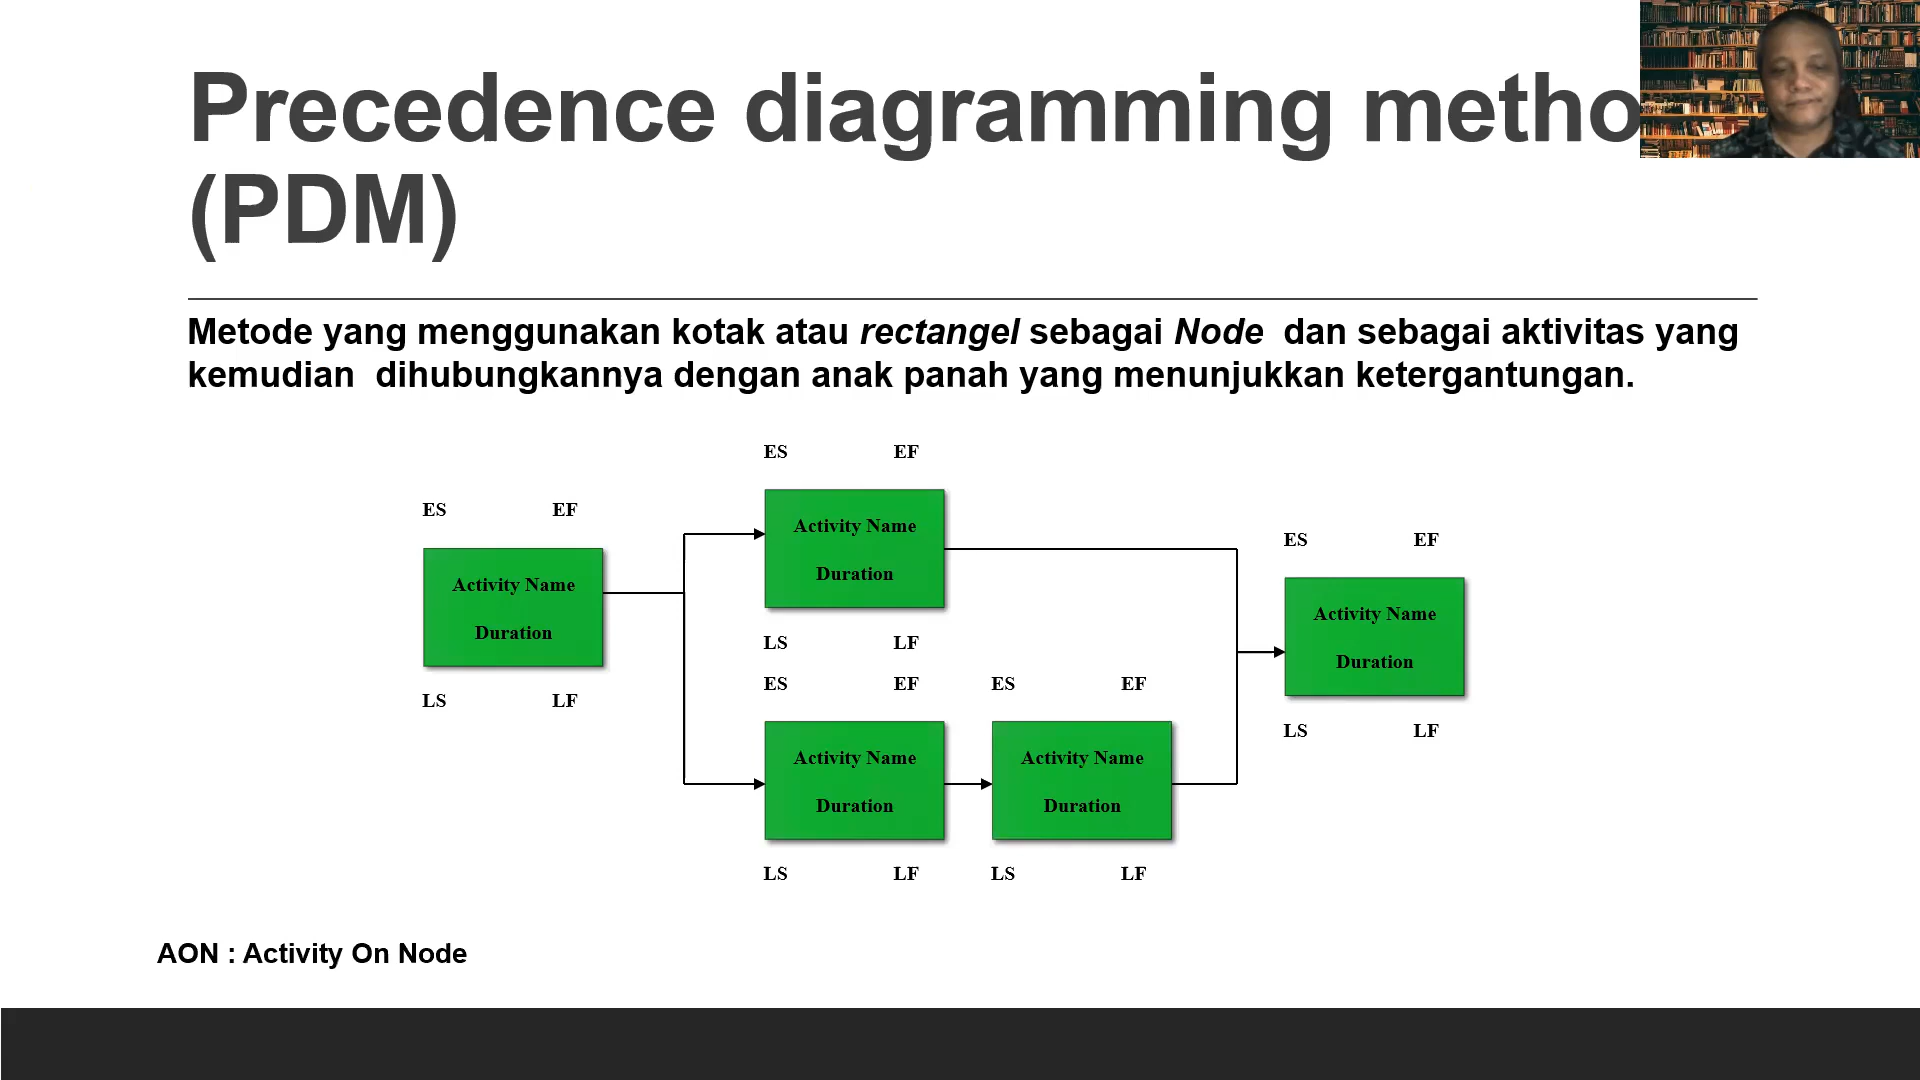 Precedence diagramming metho
(PDM)
Metode yang menggunakan kotak atau rectangel sebagai Node dan sebagai aktivitas yang
kemudian dihubungkannya dengan anak panah yang menunjukkan ketergantungan.
ES EF
Activity Name
Duration
LS LF
ES EF
Activity Name
Duration
LS LF
ES EF
Activity Name
Duration
LS LF
ES EF
Activity Name
Duration
LS LF
ES EF
Activity Name
Duration
LS LF
AON : Activity On Node